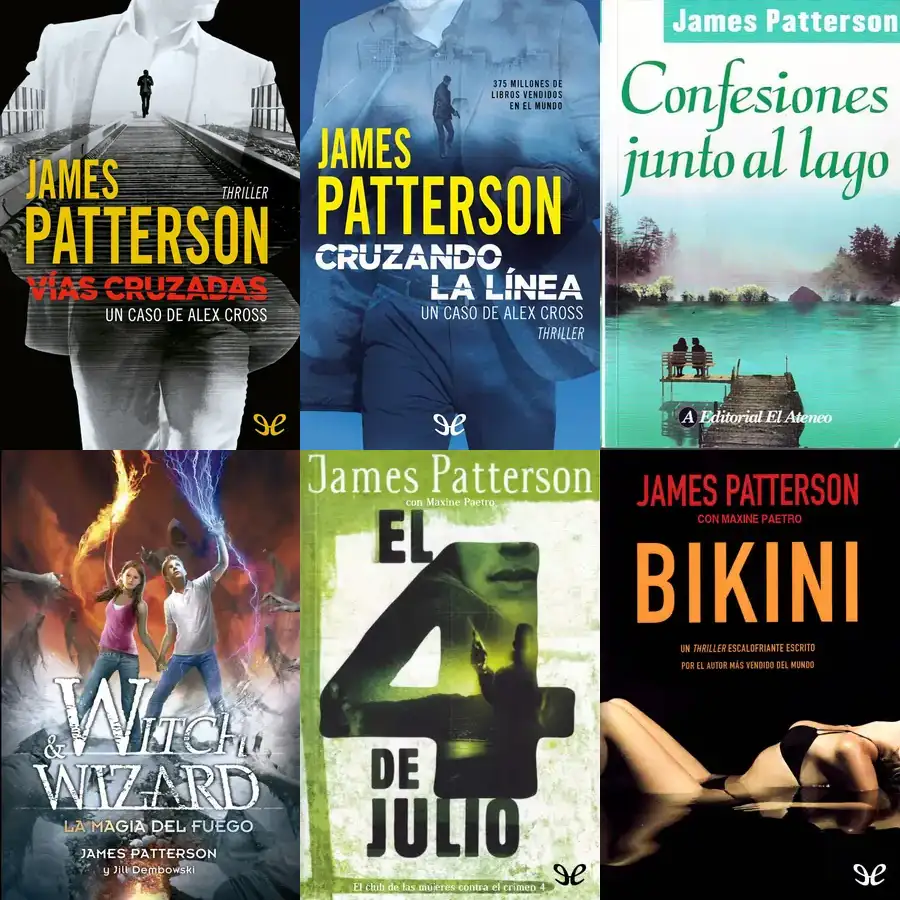 JAMES
PATTERSON
THRILLER
VÍAS CRUZADAS
UN CASO DE ALEX CROSS
375 MILLONES DE
LIBROS VENDIDOS
EN EL MUNDO
JAMES
PATTERSON
CRUZANDO
LA LÍNEA
UN CASO DE ALEX CROSS
THRILLER
James Patterson
Confesiones
junto al lago
A Editorial El Ateneo
WITCH
& WIZARD
LA MAGIA DEL FUEGO
JAMES PATTERSON
y Jill Dembowski
James Patterson
con Maxine Paetro
EL
4
DE
JULIO
El club de las mujeres contra el crimen 4
JAMES PATTERSON
CON MAXINE PAETRO
BIKINI
UN THRILLER ESCALOFRIANTE ESCRITO
POR EL AUTOR MÁS VENDIDO DEL MUNDO